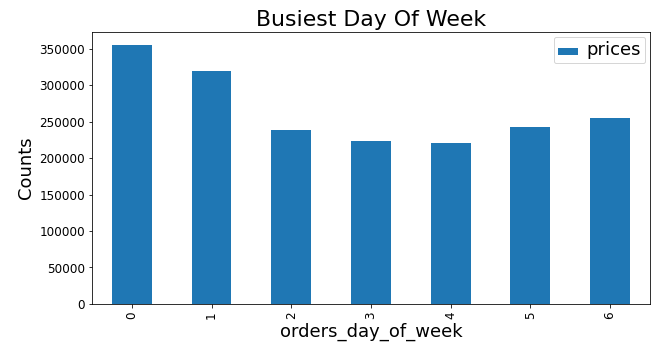 Busiest Day Of Week
prices
350000
300000
250000
200000
150000
100000
50000
0
Counts
0 1 2 3 4 5 6
orders_day_of_week